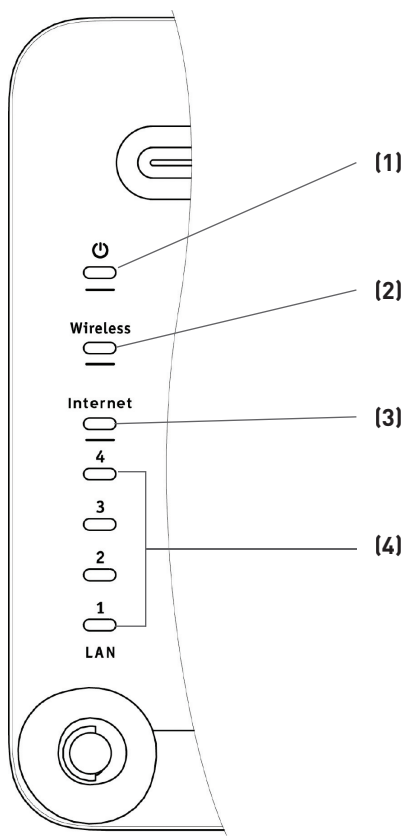 (1)
(2)
Wireless
Internet
(3)
4
3
(4)
2
1
LAN